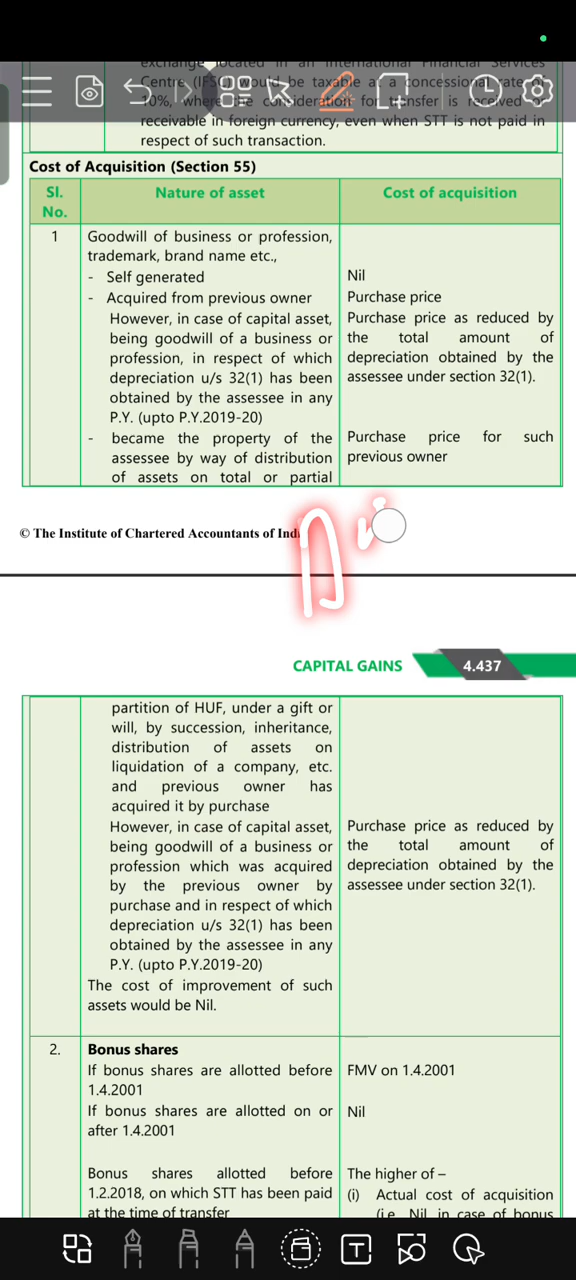 exchange located in an International Financial Services
Centre (IFSC) would be taxable at a concessional rate of
10%, where the consideration for transfer is received or
receivable in foreign currency, even when STT is not paid in
respect of such transaction.
Cost of Acquisition (Section 55)
Sl. No.
Nature of asset
Cost of acquisition
1
Goodwill of business or profession,
trademark, brand name etc.,
- Self generated
Nil
- Acquired from previous owner
Purchase price
However, in case of capital asset,
being goodwill of a business or
profession, in respect of which
depreciation u/s 32(1) has been
obtained by the assessee in any
P.Y. (upto P.Y.2019-20)
Purchase price as reduced by
the total amount of
depreciation obtained by the
assessee under section 32(1).
- became the property of the
assessee by way of distribution
of assets on total or partial
Purchase price for such
previous owner
© The Institute of Chartered Accountants of Ind
CAPITAL GAINS
4.437
partition of HUF, under a gift or
will, by succession, inheritance,
distribution of assets on
liquidation of a company, etc.
and previous owner has
acquired it by purchase
However, in case of capital asset,
being goodwill of a business or
profession which was acquired
by the previous owner by
purchase and in respect of which
depreciation u/s 32(1) has been
obtained by the assessee in any
P.Y. (upto P.Y.2019-20)
Purchase price as reduced by
the total amount of
depreciation obtained by the
assessee under section 32(1).
The cost of improvement of such
assets would be Nil.
2.
Bonus shares
If bonus shares are allotted before
1.4.2001
FMV on 1.4.2001
If bonus shares are allotted on or
after 1.4.2001
Nil
Bonus shares allotted before
1.2.2018, on which STT has been paid
at the time of transfer
The higher of –
(i) Actual cost of acquisition
(i.e. Nil in case of bonus